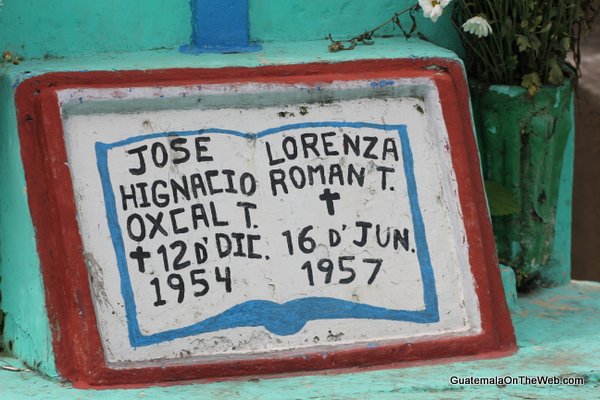 JOSE
HIGNACIO
OXCAL T.
✝ 12 D' DIC.
1954
LORENZA
ROMAN T.
✝
16 D' JUN.
1957
GuatemalaOnTheWeb.com